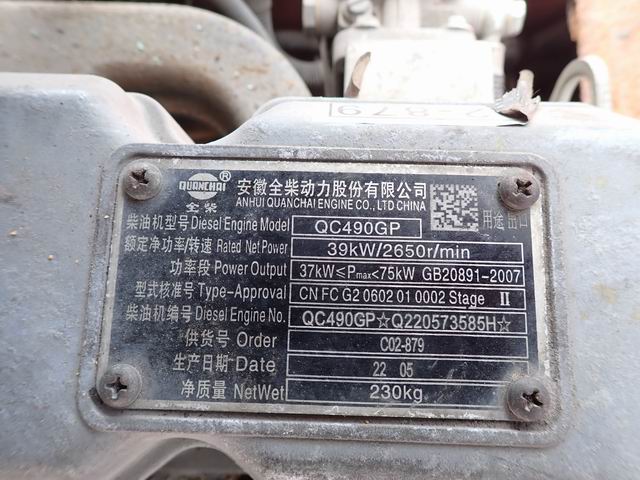 2879
QUANCHAI ®
全柴
安徽全柴动力股份有限公司
ANHUI QUANCHAI ENGINE CO., LTD CHINA
用途 出口
柴油机型号 Diesel Engine Model QC490GP
额定净功率/转速 Rated Net Power 39kW/2650r/min
功率段 Power Output 37kW≤Pmax<75kW GB20891-2007
型式核准号 Type-Approval CN FC G2 0602 01 0002 Stage II
柴油机编号 Diesel Engine No. QC490GP☆Q220573585H☆
供货号 Order C02-879
生产日期 Date 22 05
净质量 NetWet 230kg